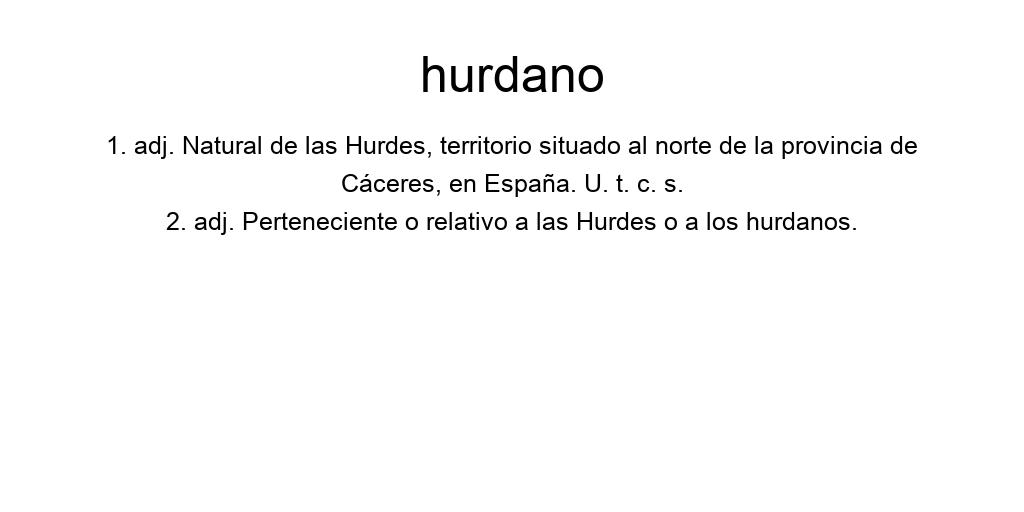 hurdano
1. adj. Natural de las Hurdes, territorio situado al norte de la provincia de
Cáceres, en España. U. t. c. s.
2. adj. Perteneciente o relativo a las Hurdes o a los hurdanos.